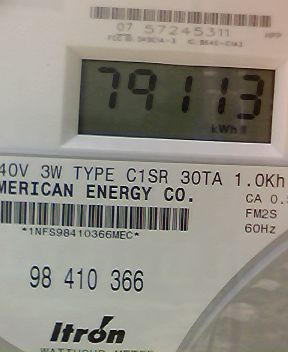 07 57245311
79113
kWh
40V 3W TYPE C1SR 30TA 1.0Kh
MERICAN ENERGY CO.
CA 0.
FM2S
*1NFS98410366MEC*
60Hz
98 410 366
Itron